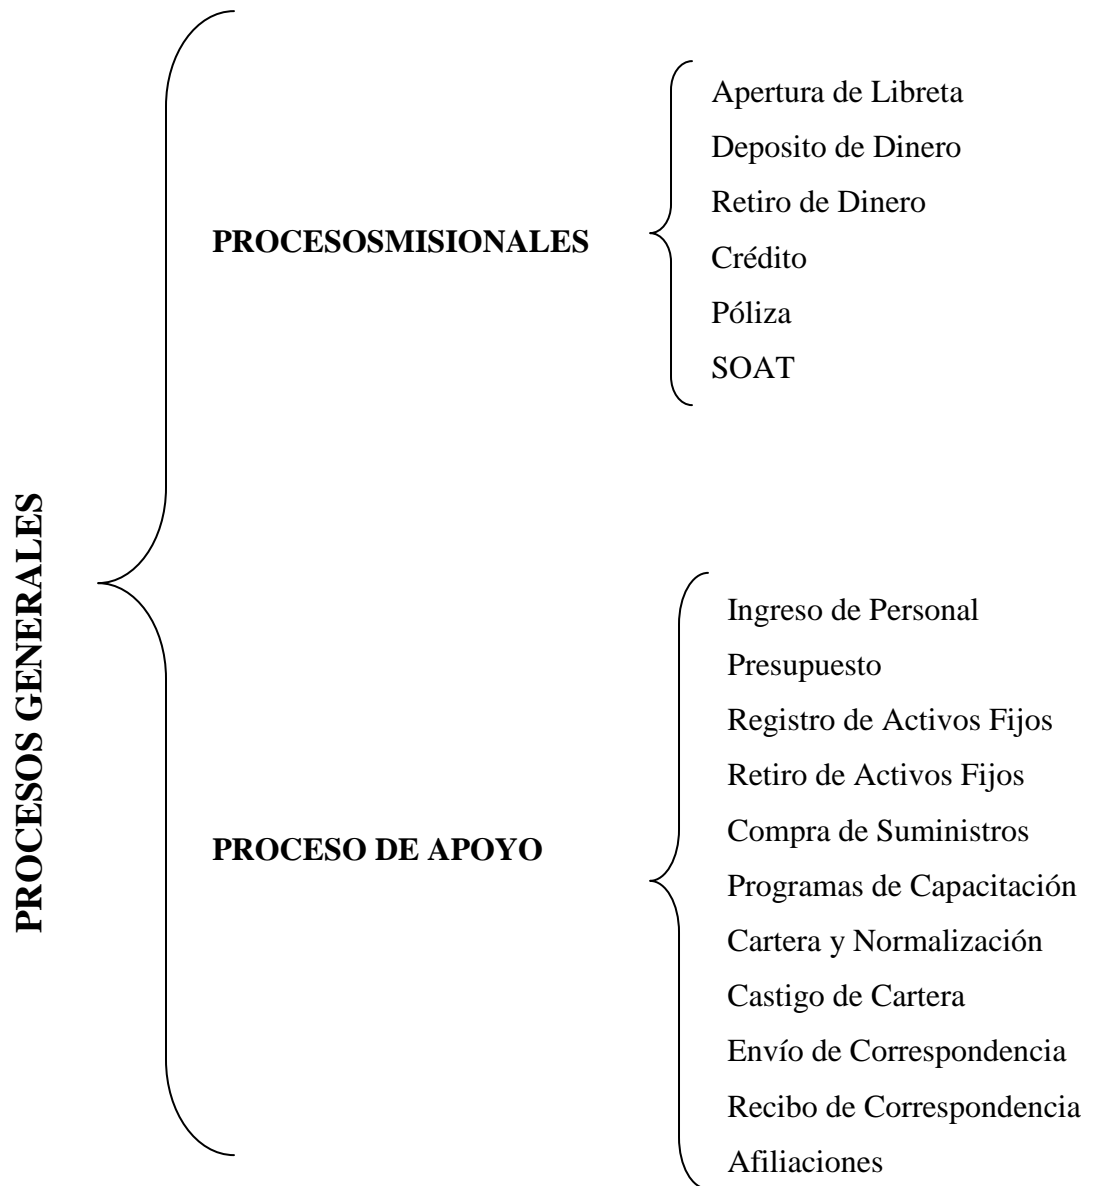 PROCESOS GENERALES
PROCESOSMISIONALES
Apertura de Libreta
Deposito de Dinero
Retiro de Dinero
Crédito
Póliza
SOAT
PROCESO DE APOYO
Ingreso de Personal
Presupuesto
Registro de Activos Fijos
Retiro de Activos Fijos
Compra de Suministros
Programas de Capacitación
Cartera y Normalización
Castigo de Cartera
Envío de Correspondencia
Recibo de Correspondencia
Afiliaciones